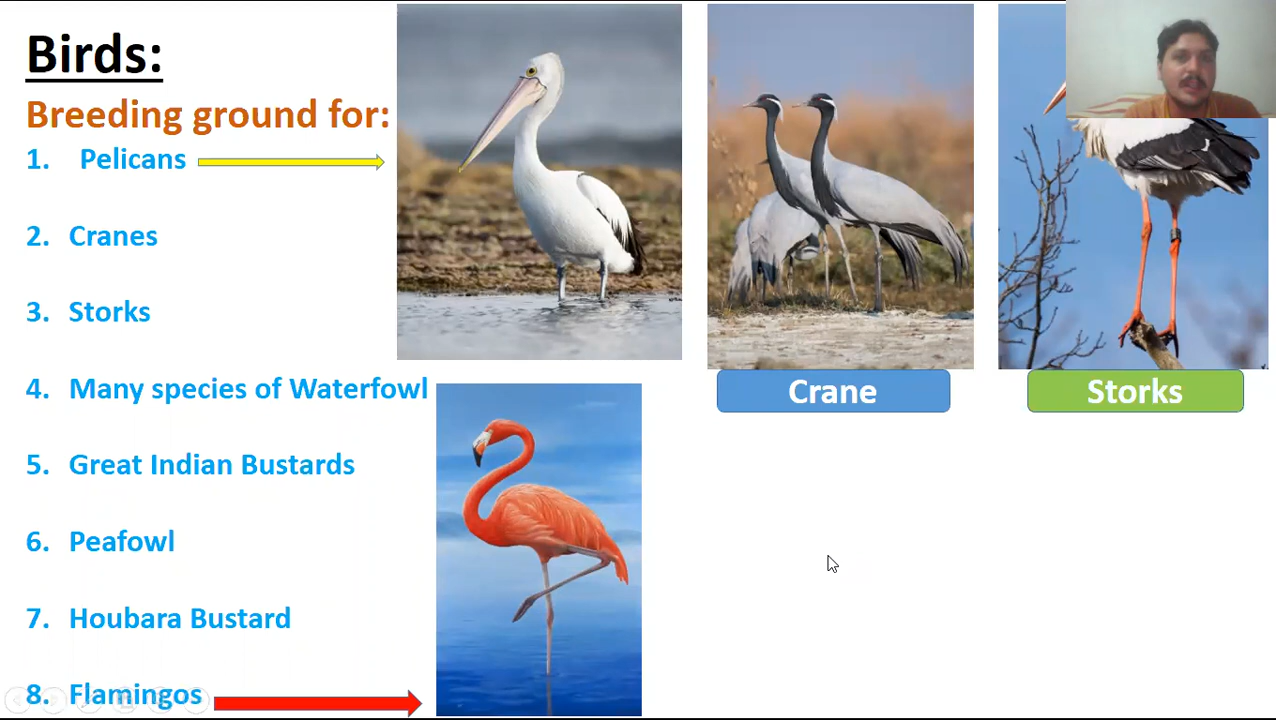 Birds:
Breeding ground for:
1. Pelicans
2. Cranes
3. Storks
4. Many species of Waterfowl
5. Great Indian Bustards
6. Peafowl
7. Houbara Bustard
8. Flamingos
Crane
Storks